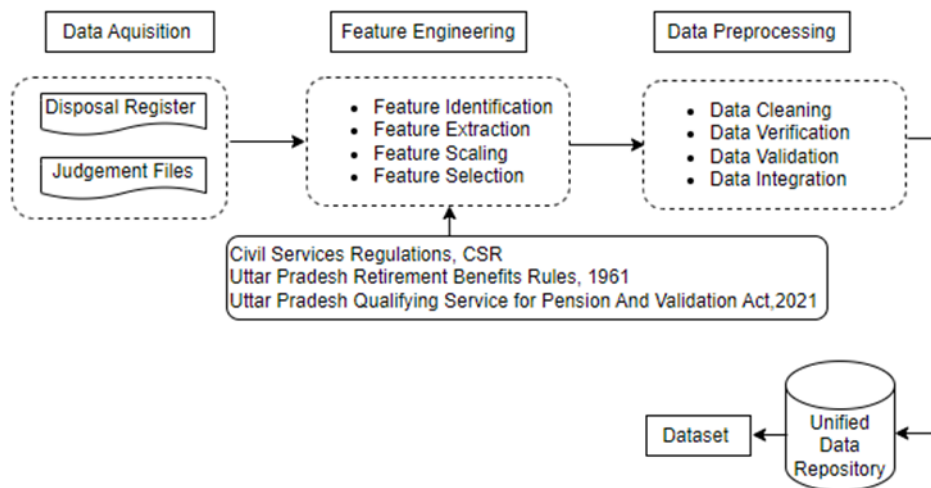 Data Aquisition
Feature Engineering
Data Preprocessing
Disposal Register
Judgement Files
• Feature Identification
• Feature Extraction
• Feature Scaling
• Feature Selection
• Data Cleaning
• Data Verification
• Data Validation
• Data Integration
Civil Services Regulations, CSR
Uttar Pradesh Retirement Benefits Rules, 1961
Uttar Pradesh Qualifying Service for Pension And Validation Act,2021
Dataset
Unified
Data
Repository